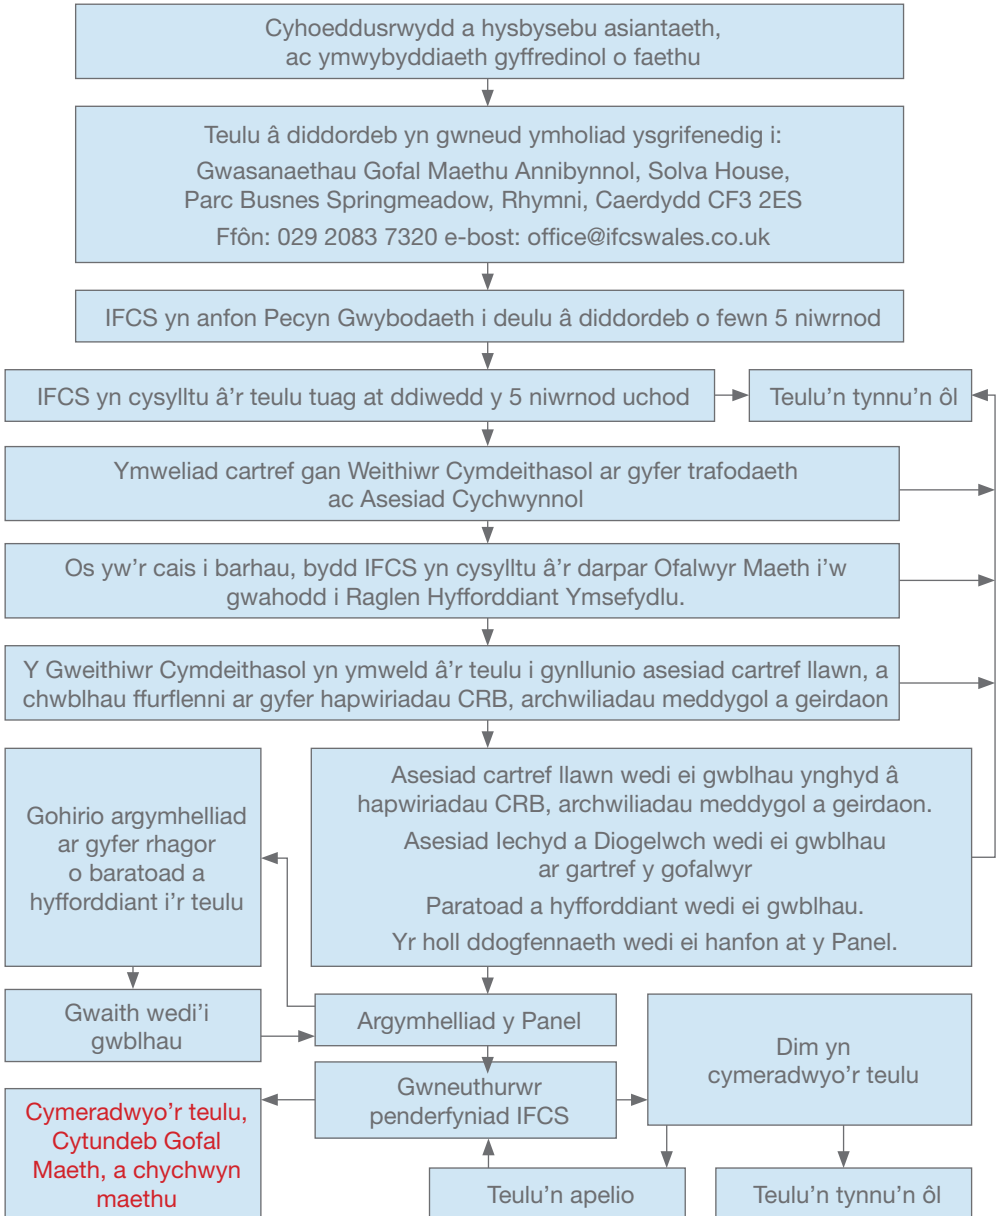 Cyhoeddusrwydd a hysbysebu asiantaeth,
ac ymwybyddiaeth gyffredinol o faethu
Teulu â diddordeb yn gwneud ymholiad ysgrifenedig i:
Gwasanaethau Gofal Maethu Annibynnol, Solva House,
Parc Busnes Springmeadow, Rhymni, Caerdydd CF3 2ES
Ffôn: 029 2083 7320 e-bost: office@ifcswales.co.uk
IFCS yn anfon Pecyn Gwybodaeth i deulu â diddordeb o fewn 5 niwrnod
IFCS yn cysylltu â'r teulu tuag at ddiwedd y 5 niwrnod uchod
Teulu'n tynnu'n ôl
Ymweliad cartref gan Weithiwr Cymdeithasol ar gyfer trafodaeth
ac Asesiad Cychwynnol
Os yw'r cais i barhau, bydd IFCS yn cysylltu â'r darpar Ofalwyr Maeth i'w
gwahodd i Raglen Hyfforddiant Ymsefydlu.
Y Gweithiwr Cymdeithasol yn ymweld â'r teulu i gynllunio asesiad cartref llawn, a
chwblhau ffurflenni ar gyfer hapwiriadau CRB, archwiliadau meddygol a geirdaon
Gohirio argymhelliad
ar gyfer rhagor
o baratoad a
hyfforddiant i'r teulu
Asesiad cartref llawn wedi ei gwblhau ynghyd â
hapwiriadau CRB, archwiliadau meddygol a geirdaon.
Asesiad Iechyd a Diogelwch wedi ei gwblhau
ar gartref y gofalwyr
Paratoad a hyfforddiant wedi ei gwblhau.
Yr holl ddogfennaeth wedi ei hanfon at y Panel.
Gwaith wedi'i
gwblhau
Argymhelliad y Panel
Dim yn
cymeradwyo'r teulu
Gwneuthurwr
penderfyniad IFCS
Cymeradwyo'r teulu,
Cytundeb Gofal
Maeth, a chychwyn
maethu
Teulu'n apelio
Teulu'n tynnu'n ôl